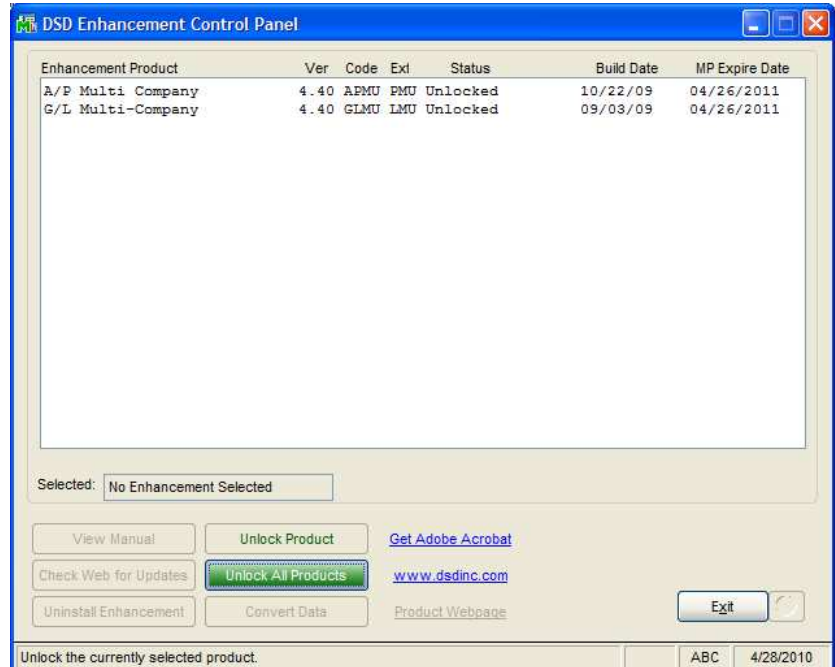 DSD Enhancement Control Panel
Enhancement Product Ver Code Ext Status Build Date MP Expire Date
A/P Multi Company 4.40 APMU PMU Unlocked 10/22/09 04/26/2011
G/L Multi-Company 4.40 GLMU LMU Unlocked 09/03/09 04/26/2011
Selected: No Enhancement Selected
View Manual Unlock Product Get Adobe Acrobat
Check Web for Updates Unlock All Products www.dsdinc.com
Uninstall Enhancement Convert Data Product Webpage Exit
Unlock the currently selected product. ABC 4/28/2010